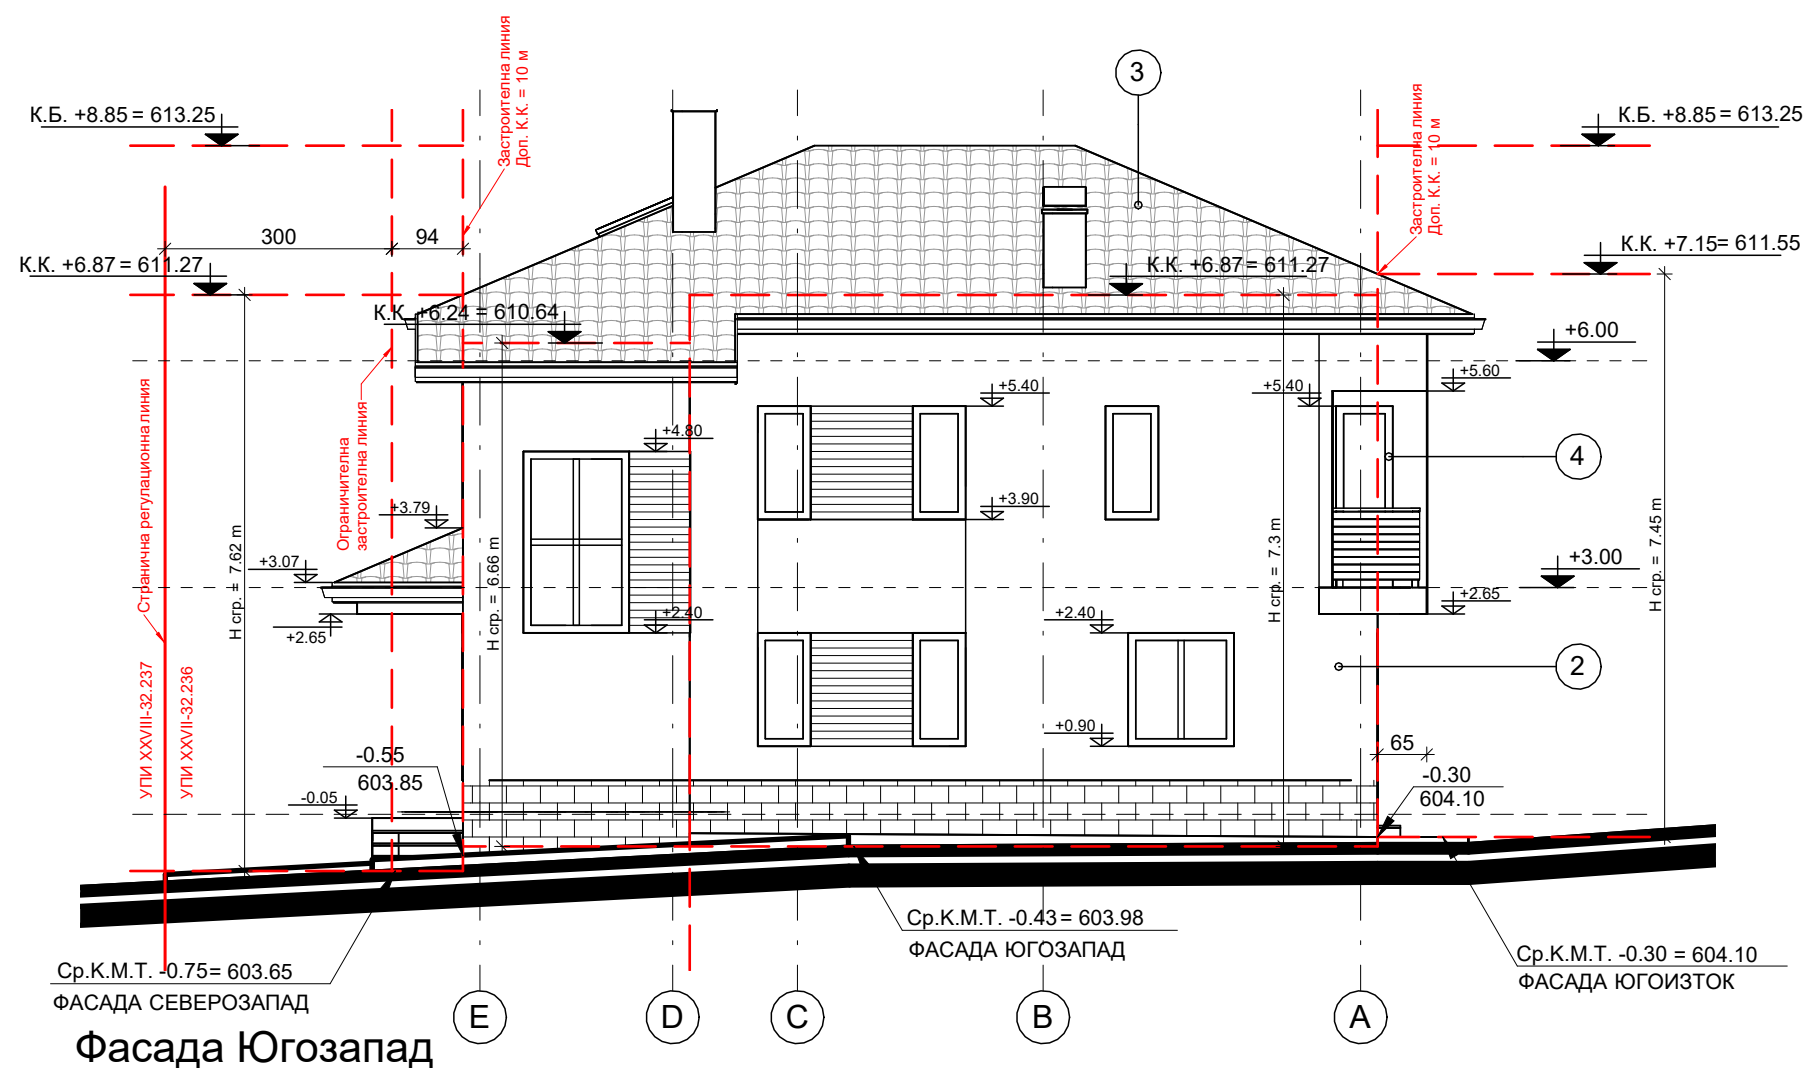 3
Застроителна линия
Доп. К.К. = 10 м
Застроителна линия
Доп. К.К. = 10 м
К.Б. +8.85 = 613.25
К.Б. +8.85 = 613.25
300
94
К.К. +6.87 = 611.27
К.К. +6.87 = 611.27
К.К. +7.15 = 611.55
К.К. +6.24 = 610.64
+6.00
+5.60
+5.40
+5.40
+4.80
4
+3.90
+3.79
Ограничителна
застроителна линия
Странична регулационна линия
Н сгр. = 7.62 m
Н сгр. = 6.66 m
Н сгр. = 7.3 m
Н сгр. = 7.45 m
+3.07
+3.00
+2.65
+2.65
+2.40
+2.40
2
УПИ XXVIII-32.237
УПИ XXVII-32.236
+0.90
65
-0.55
603.85
-0.30
604.10
-0.05
Ср.К.М.Т. -0.43 = 603.98
ФАСАДА ЮГОЗАПАД
Ср.К.М.Т. -0.30 = 604.10
ФАСАДА ЮГОИЗТОК
Ср.К.М.Т. -0.75 = 603.65
ФАСАДА СЕВЕРОЗАПАД
E
D
C
B
A
Фасада Югозапад